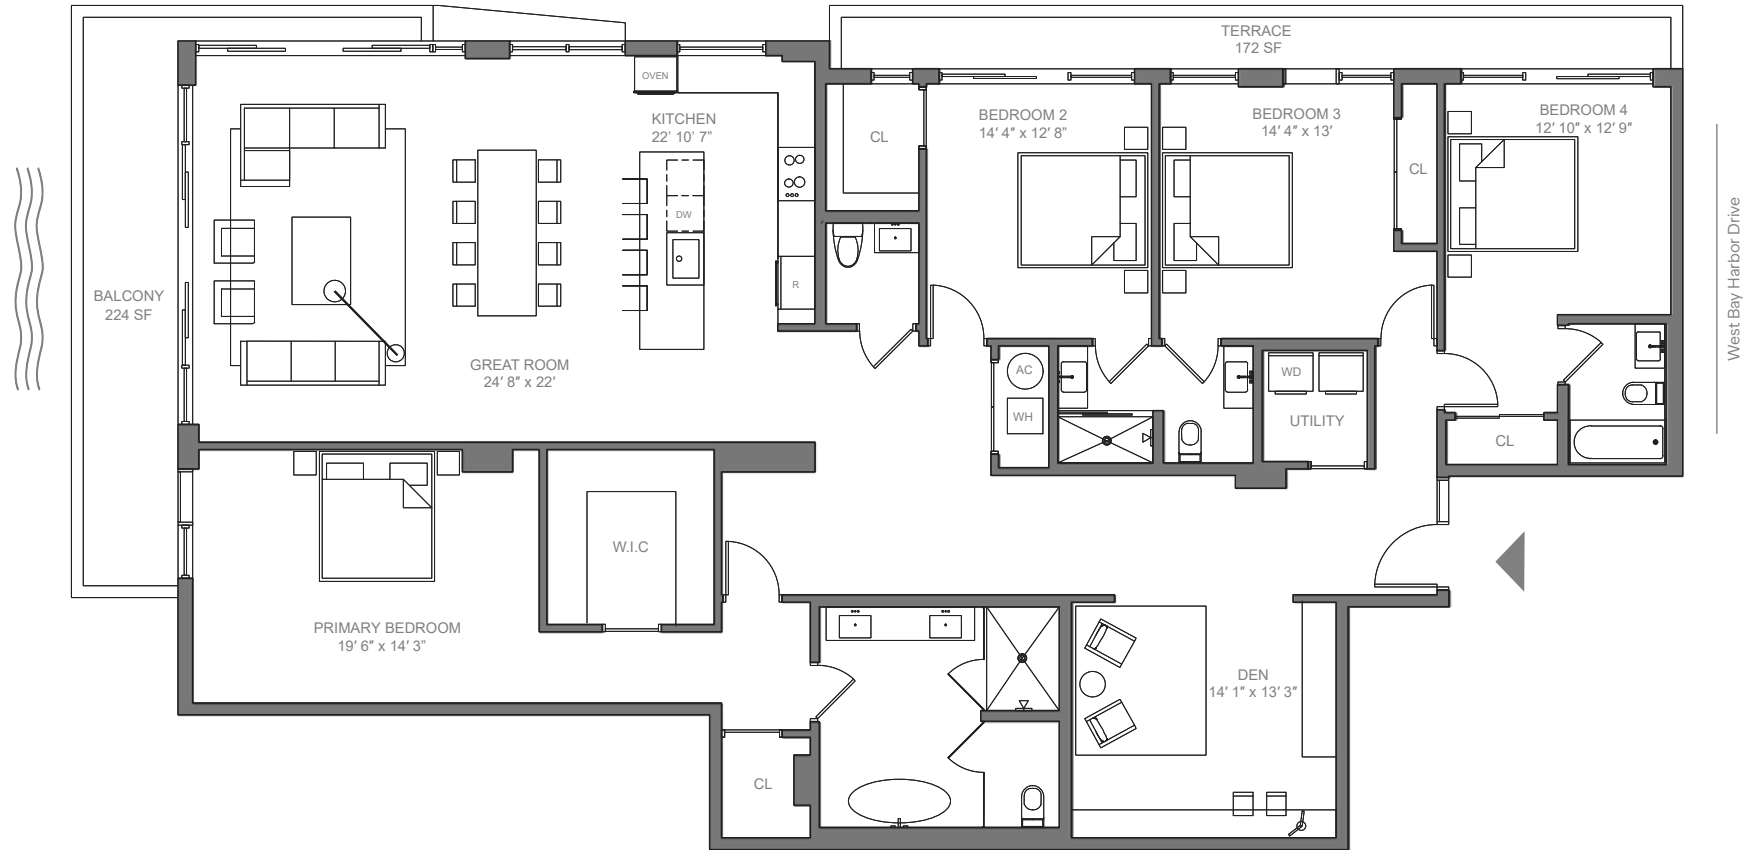 TERRACE
172 SF
OVEN
KITCHEN
22’ 10’ 7”
CL
BEDROOM 2
14′ 4″ x 12′ 8”
BEDROOM 3
14′ 4″ x 13′
CL
BEDROOM 4
12′ 10″ x 12′ 9”
DW
R
BALCONY
224 SF
GREAT ROOM
24′ 8″ x 22′
AC
WH
WD
UTILITY
CL
West Bay Harbor Drive
W.I.C
PRIMARY BEDROOM
19′ 6″ x 14′ 3”
DEN
14′ 1″ x 13′ 3″
CL